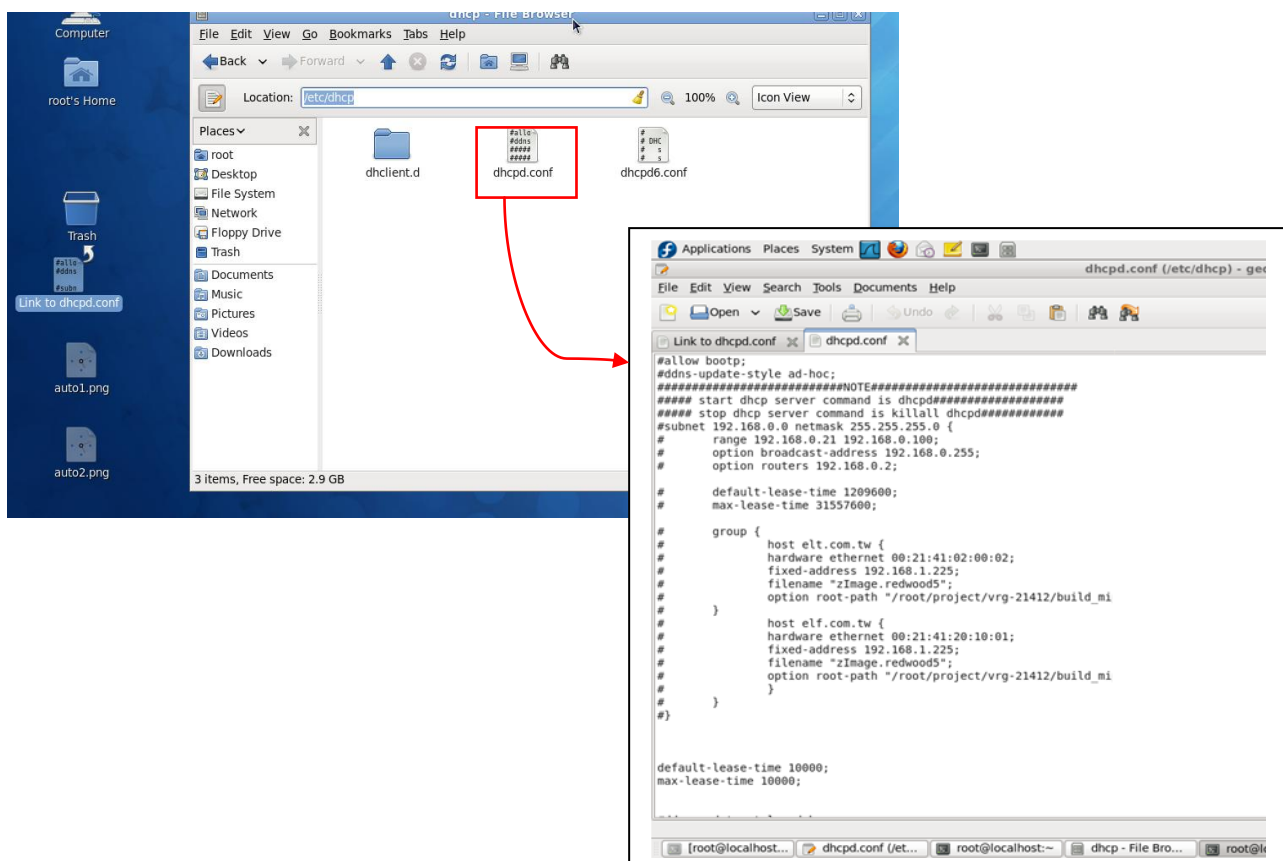 dhcp - File Browser
Computer
File Edit View Go Bookmarks Tabs Help
Back Forward
root's Home
Location: /etc/dhcp 100% Icon View
Places
root
Desktop
File System
Network
Floppy Drive
Trash
Documents
Music
Pictures
Videos
Downloads
#allo
#ddns
#####
#####
#
# DHC
# s
# s
dhclient.d dhcpd.conf dhcpd6.conf
3 items, Free space: 2.9 GB
Trash
#allo
#ddns
#subn
Link to dhcpd.conf
auto1.png
auto2.png
Applications Places System
dhcpd.conf (/etc/dhcp) - ge
File Edit View Search Tools Documents Help
Open Save Undo
Link to dhcpd.conf dhcpd.conf
#allow bootp;
#ddns-update-style ad-hoc;
###########################NOTE##############################
##### start dhcp server command is dhcpd###################
##### stop dhcp server command is killall dhcpd############
#subnet 192.168.0.0 netmask 255.255.255.0 {
# range 192.168.0.21 192.168.0.100;
# option broadcast-address 192.168.0.255;
# option routers 192.168.0.2;
# default-lease-time 1209600;
# max-lease-time 31557600;
# group {
# host elt.com.tw {
# hardware ethernet 00:21:41:02:00:02;
# fixed-address 192.168.1.225;
# filename "zImage.redwood5";
# option root-path "/root/project/vrg-21412/build_mi
# }
# host elf.com.tw {
# hardware ethernet 00:21:41:20:10:01;
# fixed-address 192.168.1.225;
# filename "zImage.redwood5";
# option root-path "/root/project/vrg-21412/build_mi
# }
# }
#}
default-lease-time 10000;
max-lease-time 10000;
[root@localhost... dhcpd.conf (/et... root@localhost:~ dhcp - File Bro... root@l